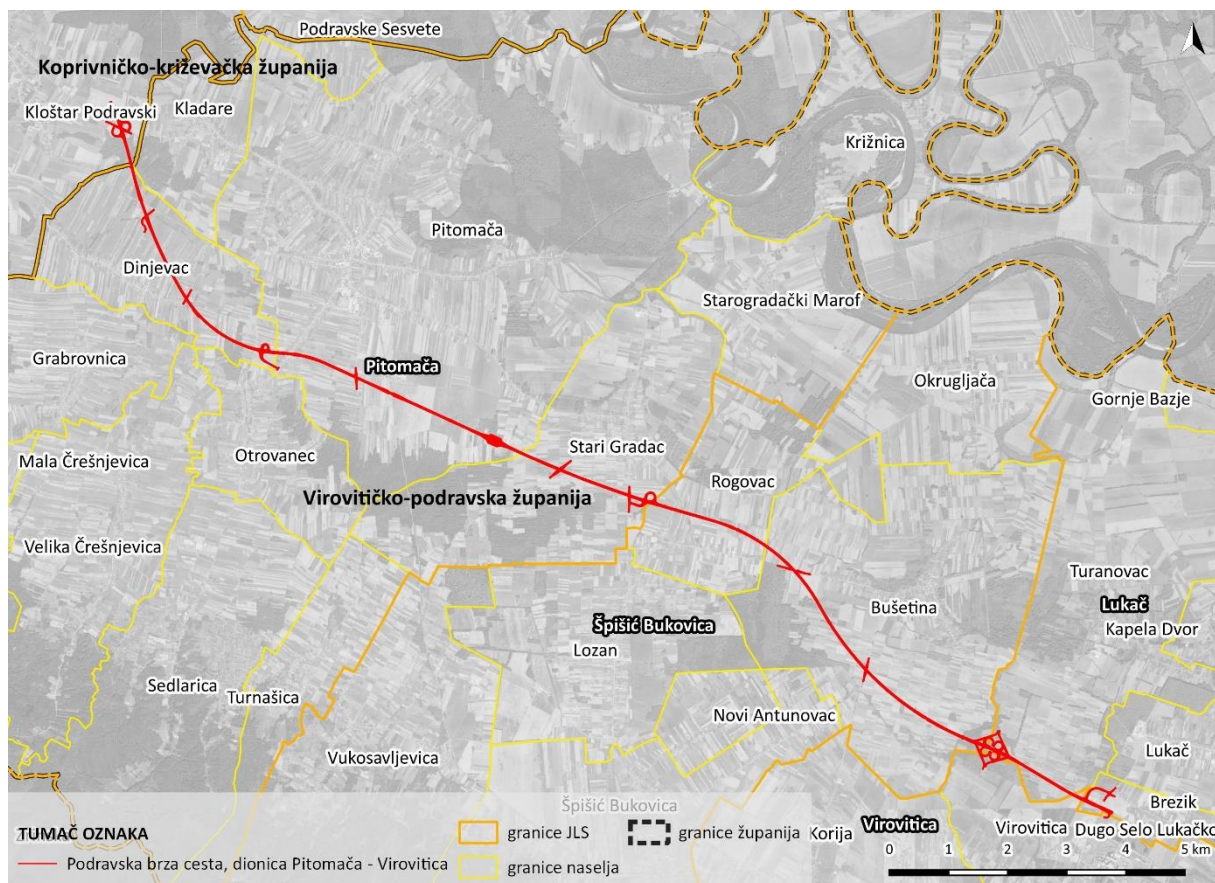 Podravske Sesvete
Koprivničko-križevačka županija
Kloštar Podravski
Kladare
Križnica
Pitomača
Dinjevac
Starogradački Marof
Grabrovnica
Pitomača
Okrugljača
Gornje Bazje
Mala Črešnjevica
Otrovanec
Stari Gradac
Rogovac
Virovitičko-podravska županija
Velika Črešnjevica
Turanovac
Bušetina
Lukač
Kapela Dvor
Špišić Bukovica
Lozan
Sedlarica
Turnašica
Novi Antunovac
Vukosavljevica
Lukač
Brezik
Špišić Bukovica
Korija
Virovitica
Virovitica
Dugo Selo Lukačko
TUMAČ OZNAKA
Podravska brza cesta, dionica Pitomača - Virovitica
granice JLS
granice naselja
granice županija
0 1 2 3 4 5 km